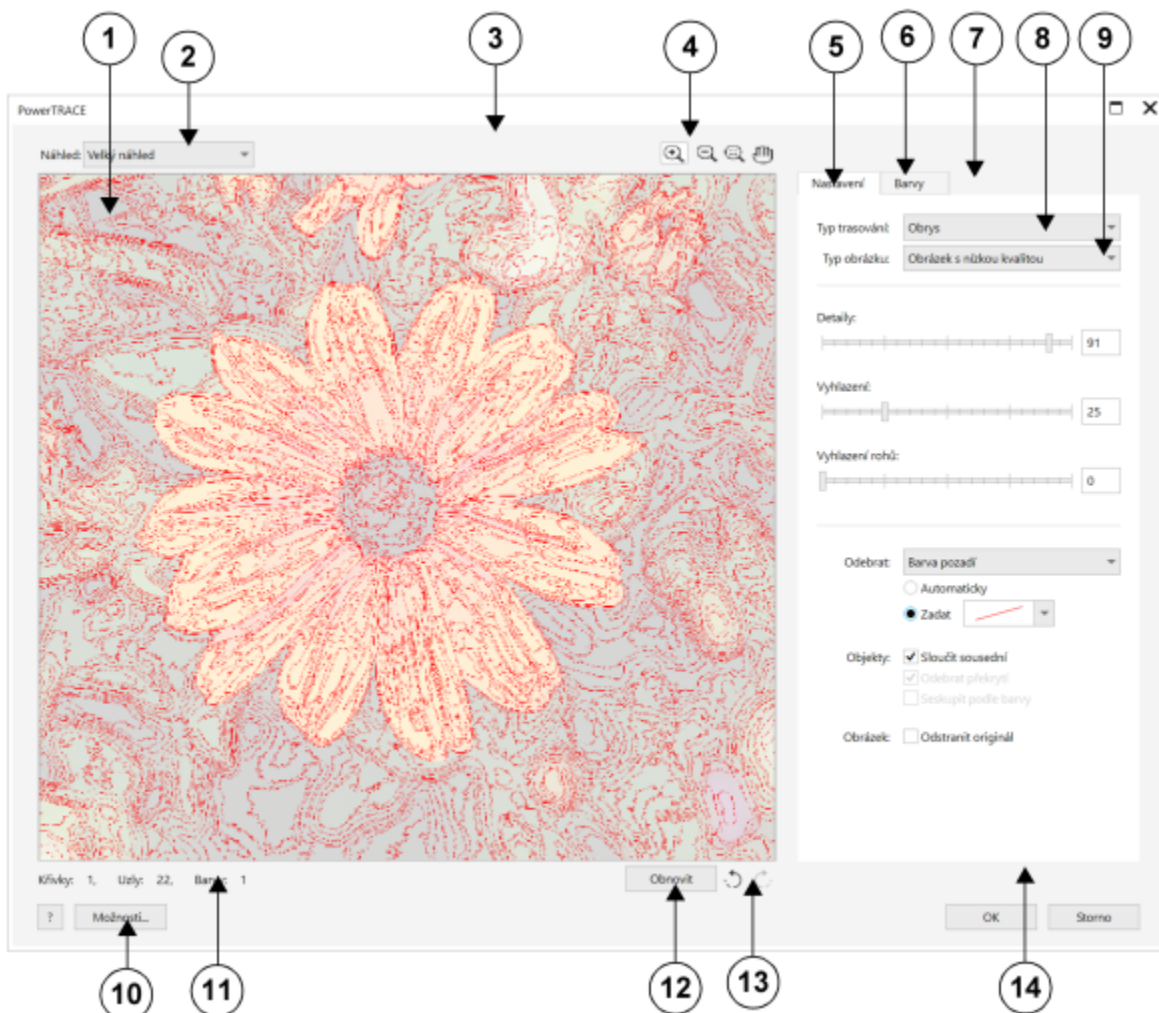 1
2
3
4
5
6
7
8
9
PowerTRACE
Náhled: Velký náhled
Nastavení Barvy
Typ trasování: Obrys
Typ obrázku: Obrázek s nízkou kvalitou
Detaily:
91
Vyhlazení:
25
Vyhlazení rohů:
0
Odebrat: Barva pozadí
Automaticky
Zadat
Objekty: Sloučit sousední
Odebrat překrytí
Seskupit podle barvy
Obrázek: Odstranit originál
Křivky: 1, Uzly: 22, Barvy: 1
Obnovit
? Možnosti...
OK Storno
10
11
12
13
14